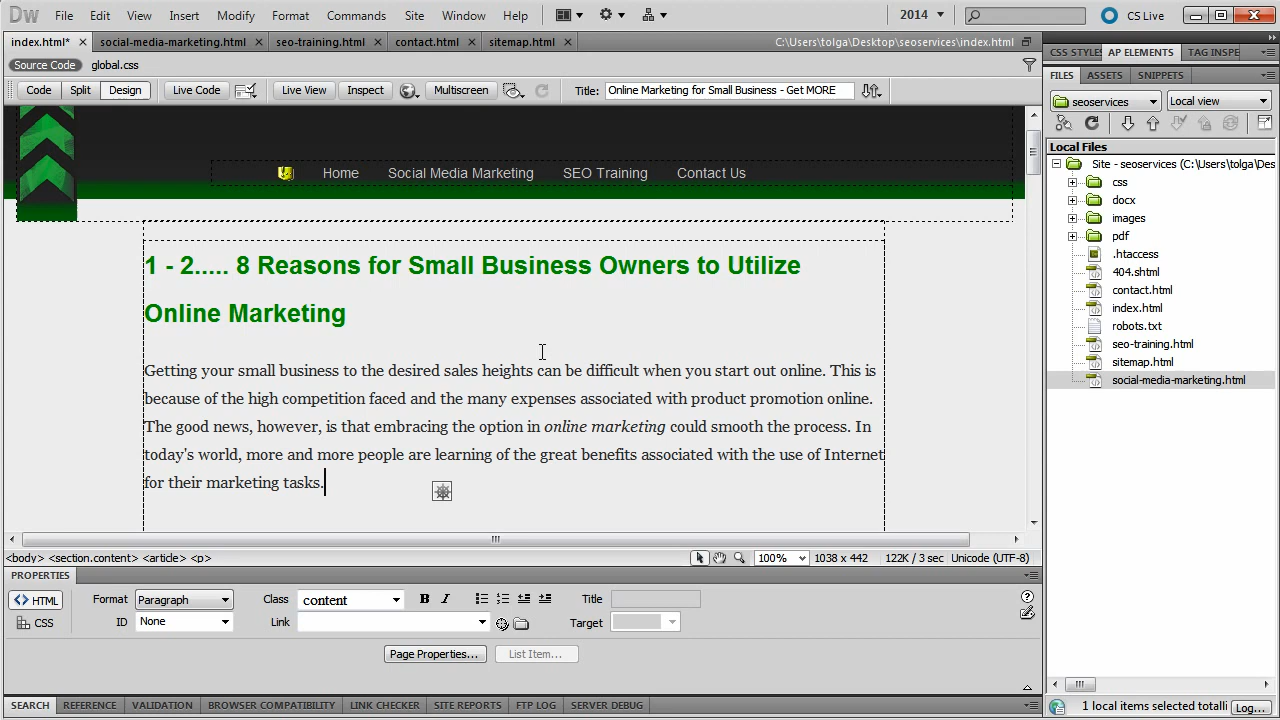 Dw File Edit View Insert Modify Format Commands Site Window Help 2014 CS Live
index.html* social-media-marketing.html seo-training.html contact.html sitemap.html C:\Users\tolga\Desktop\seoservices\index.html
CSS STYLES AP ELEMENTS TAG INSPE
Source Code global.css
FILES ASSETS SNIPPETS
Code Split Design Live Code Live View Inspect Multiscreen Title: Online Marketing for Small Business - Get MORE
seoservices Local view
Local Files
Site - seoservices (C:\Users\tolga\Des
css
docx
images
pdf
.htaccess
404.shtml
contact.html
index.html
robots.txt
seo-training.html
sitemap.html
social-media-marketing.html
Home Social Media Marketing SEO Training Contact Us
1 - 2..... 8 Reasons for Small Business Owners to Utilize
Online Marketing
Getting your small business to the desired sales heights can be difficult when you start out online. This is
because of the high competition faced and the many expenses associated with product promotion online.
The good news, however, is that embracing the option in online marketing could smooth the process. In
today's world, more and more people are learning of the great benefits associated with the use of Internet
for their marketing tasks.
<body> <section.content> <article> <p> 100% 1038 x 442 122K / 3 sec Unicode (UTF-8)
PROPERTIES
<> HTML Format Paragraph Class content B I Title
CSS ID None Link Target
Page Properties... List Item...
SEARCH REFERENCE VALIDATION BROWSER COMPATIBILITY LINK CHECKER SITE REPORTS FTP LOG SERVER DEBUG
1 local items selected totalli Log...